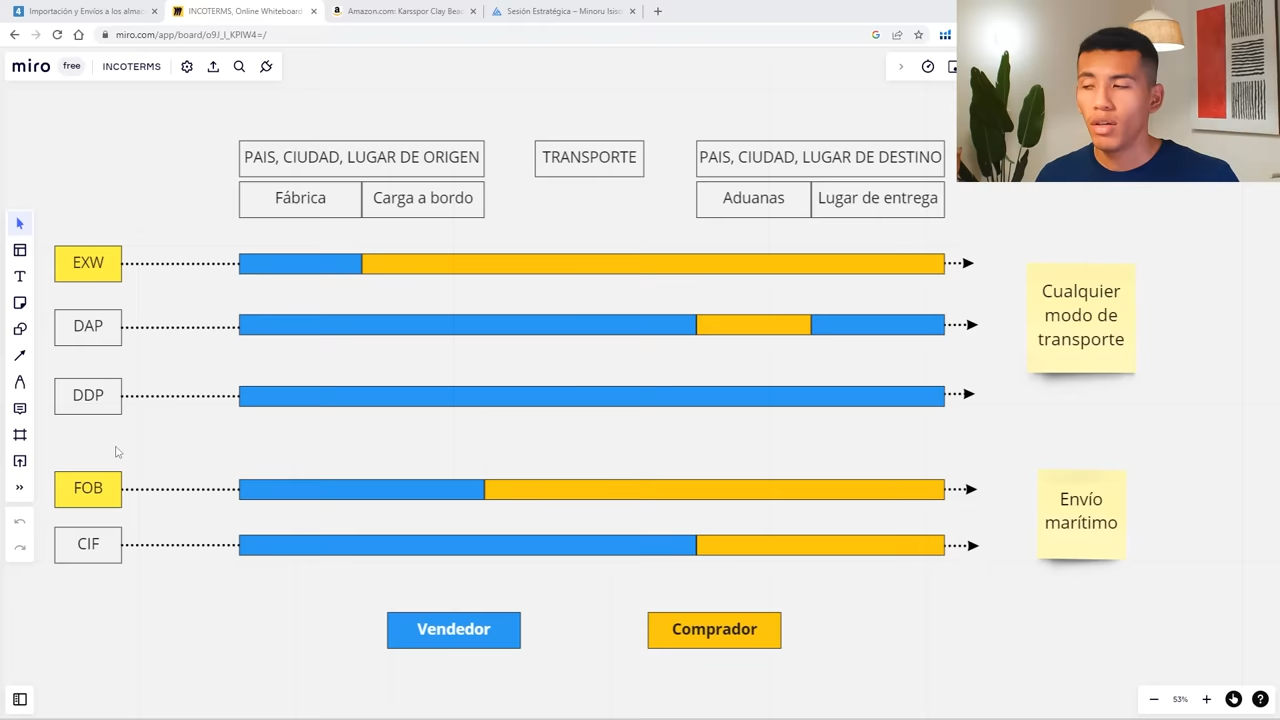 Importación y Envíos a los almac
INCOTERMS, Online Whiteboard
Amazon.com: Karsspor Clay Bea
Sesión Estratégica – Minoru Isiso
miro.com/app/board/o9J_l_KPIW4=/
miro free INCOTERMS
PAIS, CIUDAD, LUGAR DE ORIGEN
TRANSPORTE
PAIS, CIUDAD, LUGAR DE DESTINO
Fábrica
Carga a bordo
Aduanas
Lugar de entrega
EXW
DAP
DDP
Cualquier
modo de
transporte
FOB
CIF
Envío
marítimo
Vendedor
Comprador
53%